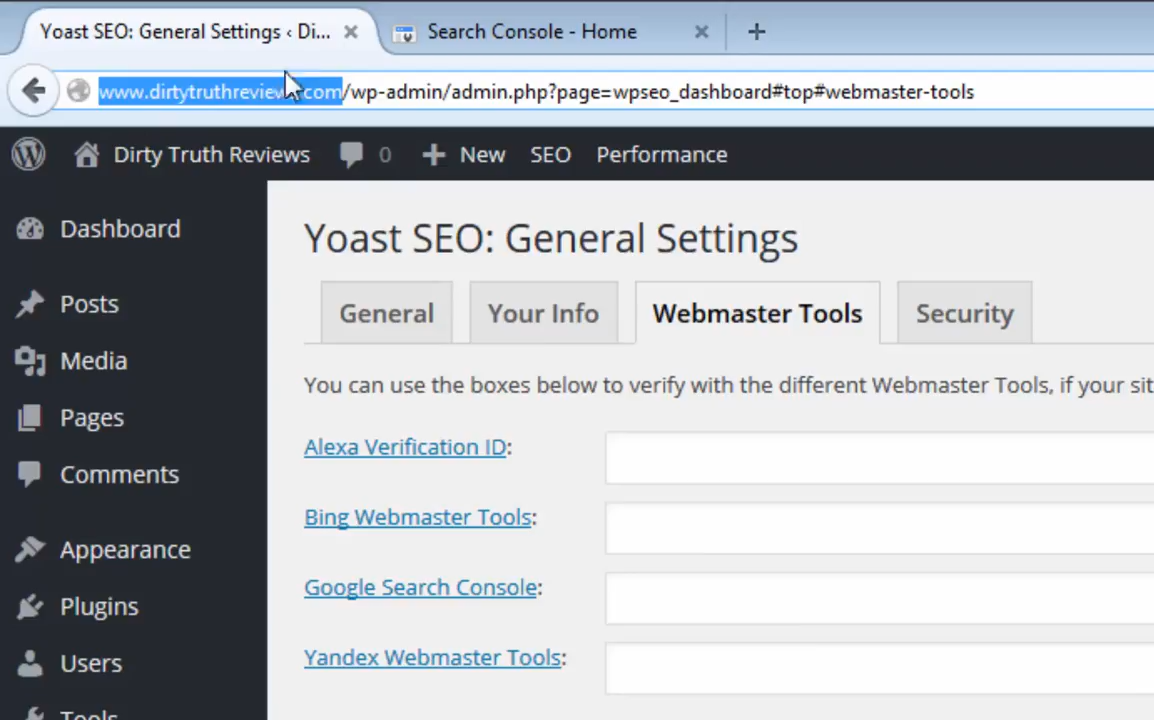 Yoast SEO: General Settings ‹ Di...
Search Console - Home
www.dirtytruthreviews.com/wp-admin/admin.php?page=wpseo_dashboard#top#webmaster-tools
Dirty Truth Reviews 0 New SEO Performance
Dashboard
Posts
Media
Pages
Comments
Appearance
Plugins
Users
Tools
Yoast SEO: General Settings
General Your Info Webmaster Tools Security
You can use the boxes below to verify with the different Webmaster Tools, if your sit
Alexa Verification ID:
Bing Webmaster Tools:
Google Search Console:
Yandex Webmaster Tools: